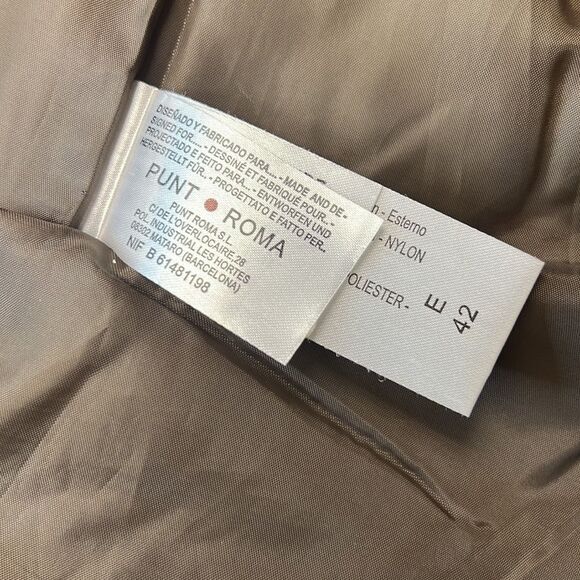 DISEÑADO Y FABRICADO PARA... - MADE AND DE-
SIGNED FOR... - DESSINÉ ET FABRIQUÉ POUR... -
PROJECTADO E FEITO PARA... - ENTWORFEN UND
HERGESTELLT FÜR... - PROGETTATO E FATTO PER...
PUNT ROMA
PUNT ROMA S.L.
C/ DE L'OVERLOCAIRE 28
POL. INDUSTRIAL LES HORTES
08302 MATARO (BARCELONA)
NIF B 61481198
- Esterno
- NYLON
OLIESTER -
E
42